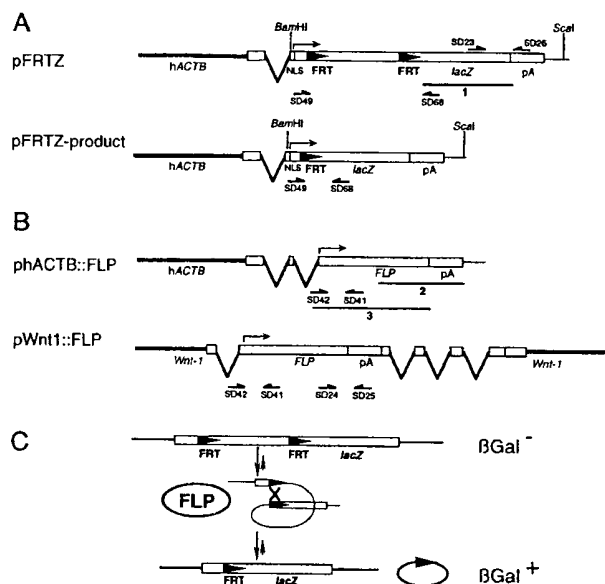 A
BamHI
ScaI
SD23
SD26
pFRTZ
hACTB
NLS
FRT
FRT
lacZ
pA
SD49
SD68
1
BamHI
ScaI
pFRTZ-product
hACTB
NLS
FRT
lacZ
pA
SD49
SD68
B
phACTB::FLP
hACTB
FLP
pA
SD42
SD41
2
3
pWnt1::FLP
Wnt-1
FLP
pA
Wnt-1
SD42
SD41
SD24
SD25
C
FRT
FRT
lacZ
ßGal -
FLP
FRT
lacZ
ßGal +